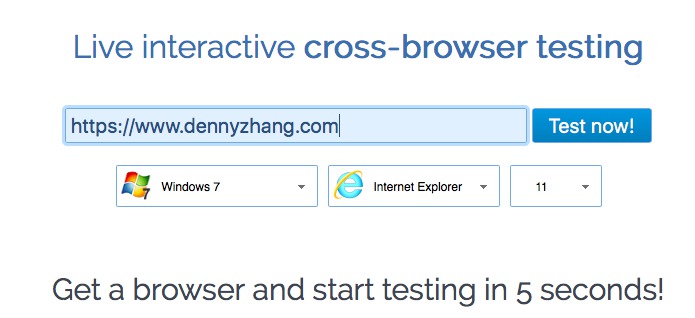 Live interactive cross-browser testing
https://www.dennyzhang.com Test now!
Windows 7 Internet Explorer 11
Get a browser and start testing in 5 seconds!